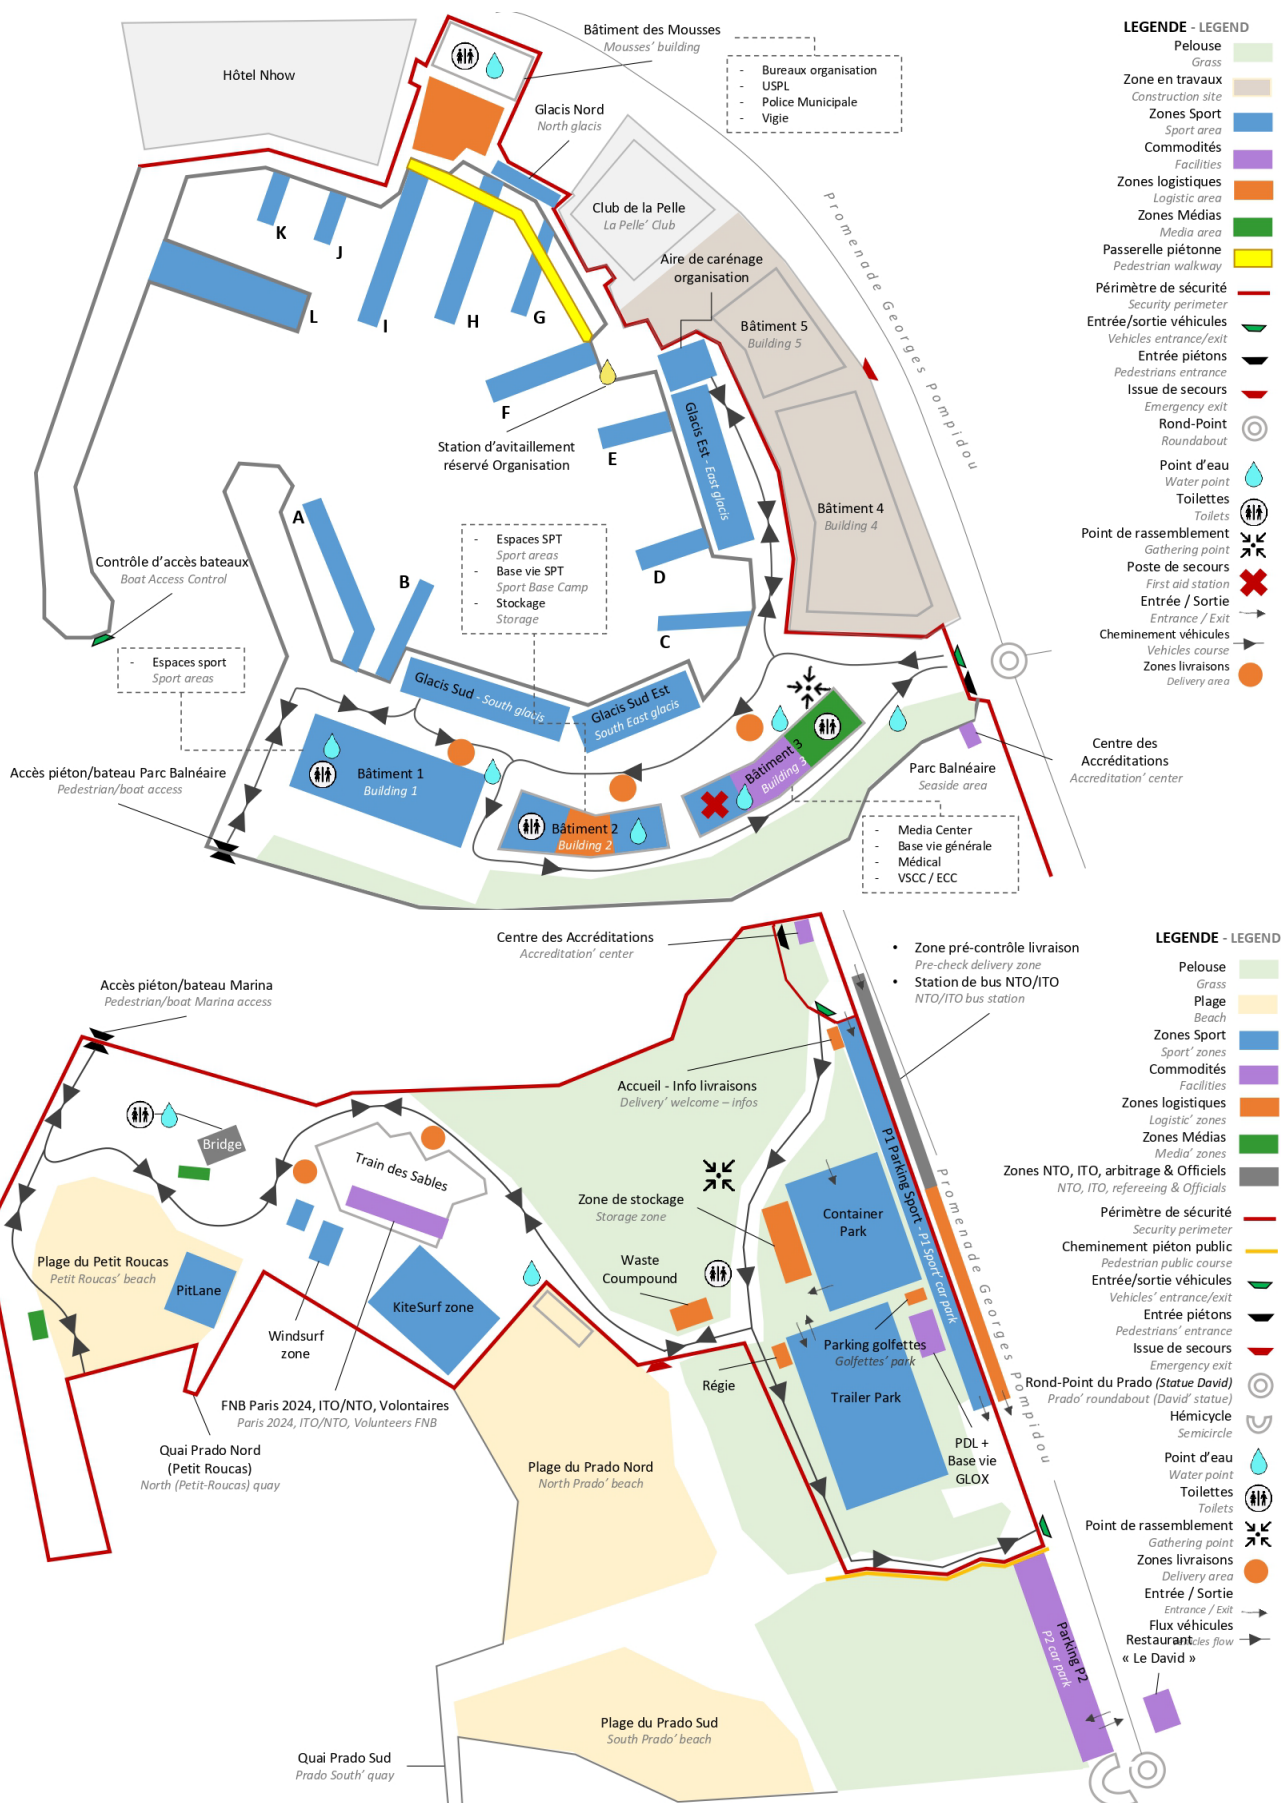 Hôtel Nhow
Bâtiment des Mousses
Mousses' building
- Bureaux organisation
- USPL
- Police Municipale
- Vigie
Glacis Nord
North glacis
Club de la Pelle
La Pelle' Club
Aire de carénage
organisation
Promenade Georges Pompidou
Bâtiment 5
Building 5
Bâtiment 4
Building 4
K
J
L
I
H
G
F
E
D
C
A
B
Station d'avitaillement
réservé Organisation
Glacis Est - East glacis
- Espaces SPT
Sport areas
- Base vie SPT
Sport Base Camp
- Stockage
Storage
Contrôle d'accès bateaux
Boat Access Control
- Espaces sport
Sport areas
Glacis Sud - South glacis
Glacis Sud Est
South East glacis
Accès piéton/bateau Parc Balnéaire
Pedestrian/boat access
Bâtiment 1
Building 1
Bâtiment 2
Building 2
Bâtiment 3
Building 3
Parc Balnéaire
Seaside area
Centre des
Accréditations
Accreditation' center
- Media Center
- Base vie générale
- Médical
- VSCC / ECC
LEGENDE - LEGEND
Pelouse
Grass
Zone en travaux
Construction site
Zones Sport
Sport area
Commodités
Facilities
Zones logistiques
Logistic area
Zones Médias
Media area
Passerelle piétonne
Pedestrian walkway
Périmètre de sécurité
Security perimeter
Entrée/sortie véhicules
Vehicles entrance/exit
Entrée piétons
Pedestrians entrance
Issue de secours
Emergency exit
Rond-Point
Roundabout
Point d'eau
Water point
Toilettes
Toilets
Point de rassemblement
Gathering point
Poste de secours
First aid station
Entrée / Sortie
Entrance / Exit
Cheminement véhicules
Vehicles course
Zones livraisons
Delivery area
Centre des Accréditations
Accreditation' center
• Zone pré-contrôle livraison
Pre-check delivery zone
• Station de bus NTO/ITO
NTO/ITO bus station
Accès piéton/bateau Marina
Pedestrian/boat Marina access
Accueil - Info livraisons
Delivery' welcome – infos
Bridge
Train des Sables
P1 Parking Sport - P1 Sport' car park
Promenade Georges Pompidou
Zone de stockage
Storage zone
Container
Park
Waste
Coumpound
Plage du Petit Roucas
Petit Roucas' beach
PitLane
KiteSurf zone
Windsurf
zone
Parking golfettes
Golfettes' park
Régie
Trailer Park
FNB Paris 2024, ITO/NTO, Volontaires
Paris 2024, ITO/NTO, Volunteers FNB
Quai Prado Nord
(Petit Roucas)
North (Petit-Roucas) quay
PDL +
Base vie
GLOX
Plage du Prado Nord
North Prado' beach
Parking P2
P2 car park
Restaurant
« Le David »
Plage du Prado Sud
South Prado' beach
Quai Prado Sud
Prado South' quay
LEGENDE - LEGEND
Pelouse
Grass
Plage
Beach
Zones Sport
Sport' zones
Commodités
Facilities
Zones logistiques
Logistic' zones
Zones Médias
Media' zones
Zones NTO, ITO, arbitrage & Officiels
NTO, ITO, refereeing & Officials
Périmètre de sécurité
Security perimeter
Cheminement piéton public
Pedestrian public course
Entrée/sortie véhicules
Vehicles' entrance/exit
Entrée piétons
Pedestrians' entrance
Issue de secours
Emergency exit
Rond-Point du Prado (Statue David)
Prado' roundabout (David' statue)
Hémicycle
Semicircle
Point d'eau
Water point
Toilettes
Toilets
Point de rassemblement
Gathering point
Zones livraisons
Delivery area
Entrée / Sortie
Entrance / Exit
Flux véhicules
Vehicles flow